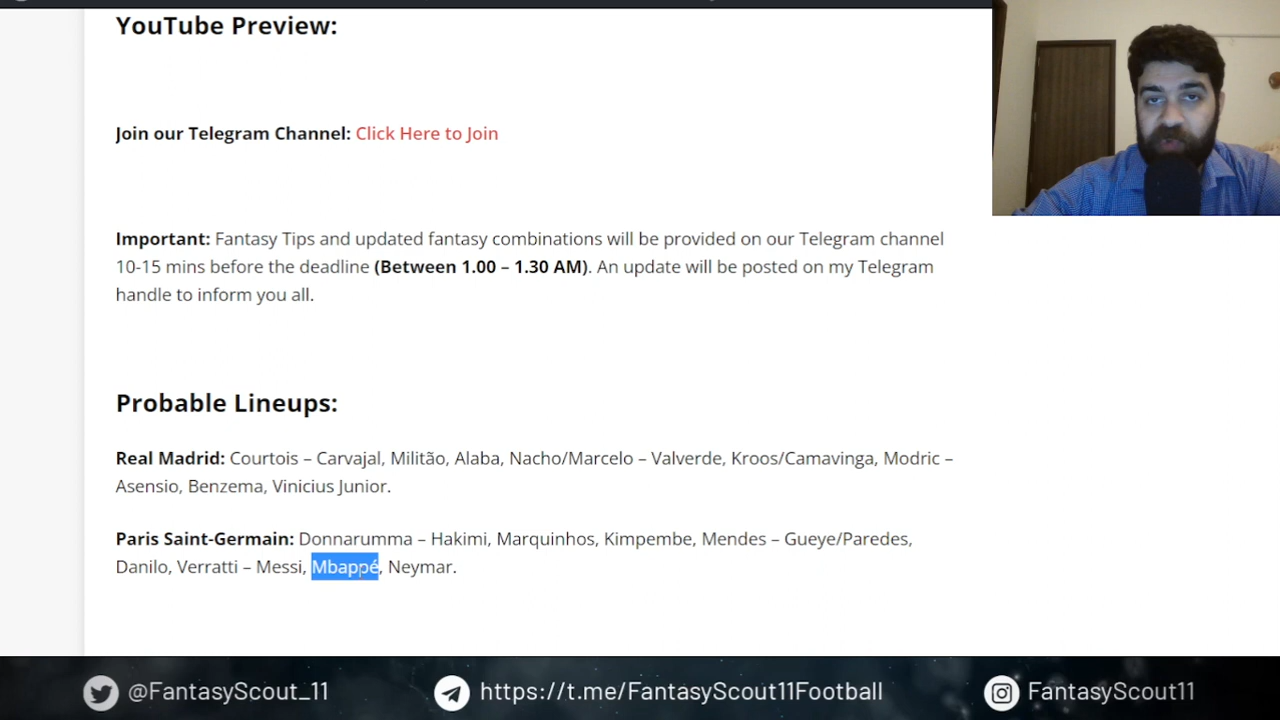 YouTube Preview:
Join our Telegram Channel: Click Here to Join
Important: Fantasy Tips and updated fantasy combinations will be provided on our Telegram channel
10-15 mins before the deadline (Between 1.00 – 1.30 AM). An update will be posted on my Telegram
handle to inform you all.
Probable Lineups:
Real Madrid: Courtois – Carvajal, Militão, Alaba, Nacho/Marcelo – Valverde, Kroos/Camavinga, Modric –
Asensio, Benzema, Vinicius Junior.
Paris Saint-Germain: Donnarumma – Hakimi, Marquinhos, Kimpembe, Mendes – Gueye/Paredes,
Danilo, Verratti – Messi, Mbappé, Neymar.
@FantasyScout_11 https://t.me/FantasyScout11Football FantasyScout11